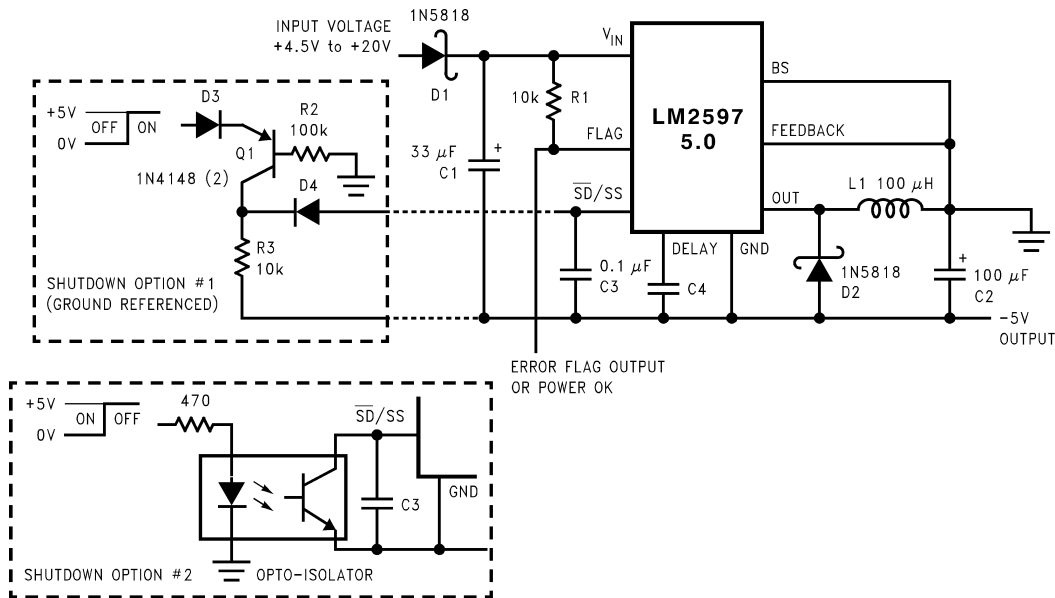 1N5818
INPUT VOLTAGE
+4.5V to +20V
D1
VIN
10k
R1
FLAG
33 μF
+
C1
LM2597
5.0
BS
FEEDBACK
OUT
L1 100 μH
SD/SS
DELAY
GND
0.1 μF
C3
C4
1N5818
D2
+
100 μF
C2
-5V
OUTPUT
ERROR FLAG OUTPUT
OR POWER OK
+5V
OFF
ON
0V
D3
R2
100k
Q1
1N4148 (2)
D4
R3
10k
SHUTDOWN OPTION #1
(GROUND REFERENCED)
+5V
ON
OFF
0V
470
SD/SS
GND
C3
SHUTDOWN OPTION #2
OPTO-ISOLATOR